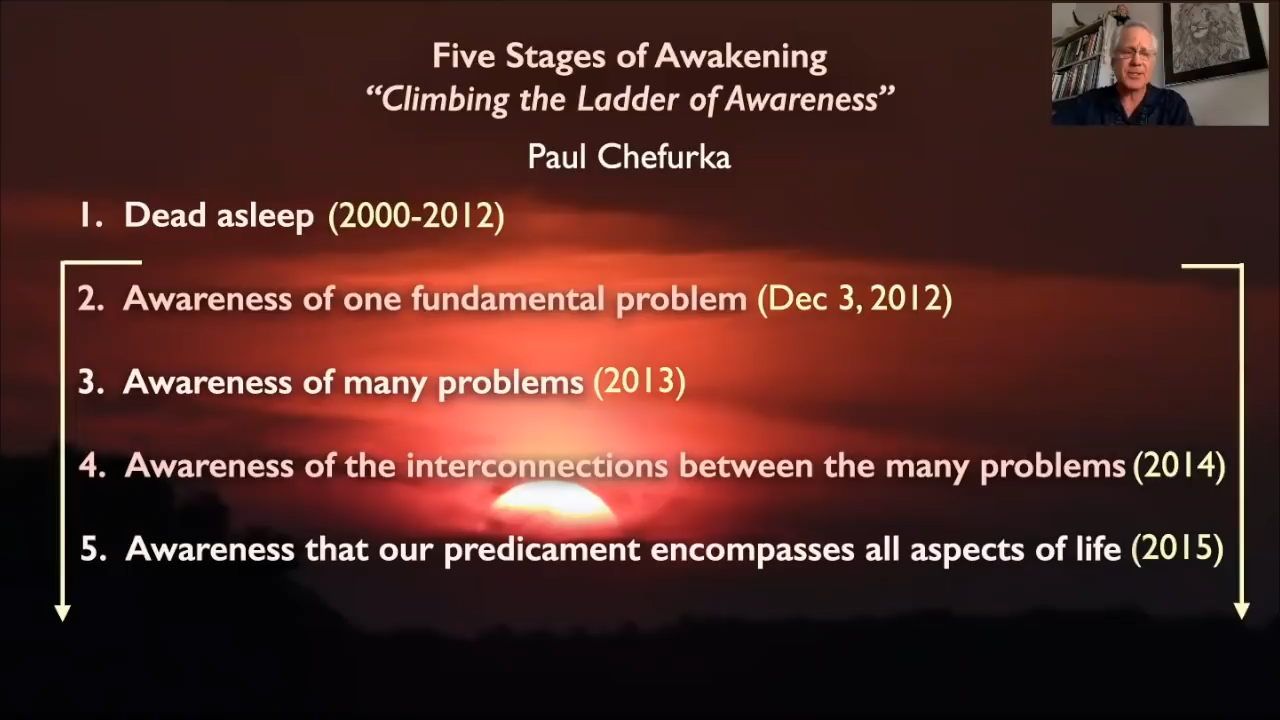 Five Stages of Awakening
“Climbing the Ladder of Awareness”
Paul Chefurka
1. Dead asleep (2000-2012)
2. Awareness of one fundamental problem (Dec 3, 2012)
3. Awareness of many problems (2013)
4. Awareness of the interconnections between the many problems (2014)
5. Awareness that our predicament encompasses all aspects of life (2015)